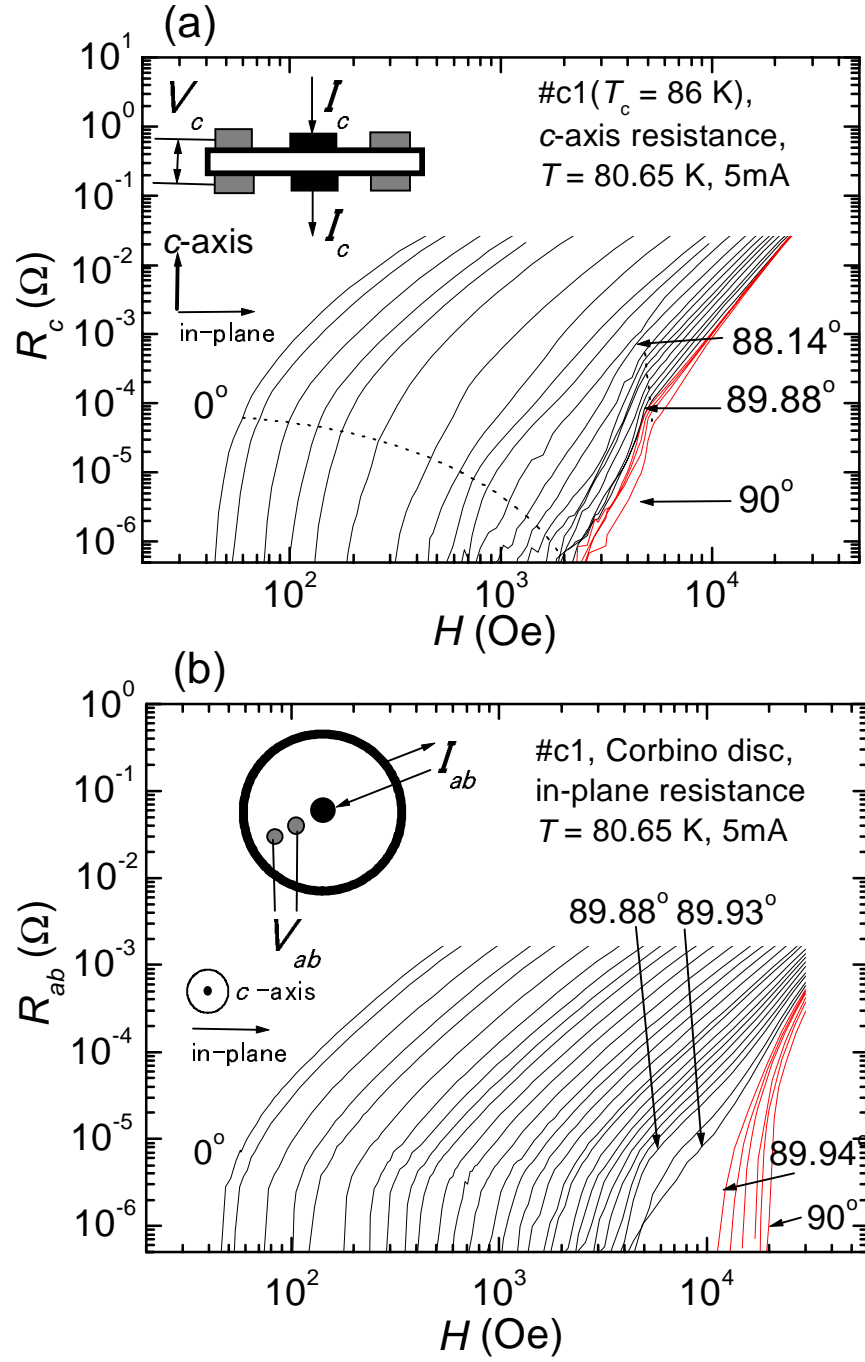 (a)
10^1
10^0
10^-1
10^-2
10^-3
10^-4
10^-5
10^-6
R_c (Ω)
V_c
I_c
I_c
c-axis
in-plane
#c1(T_c = 86 K),
c-axis resistance,
T = 80.65 K, 5mA
0°
88.14°
89.88°
90°
10^2
10^3
10^4
H (Oe)
(b)
10^0
10^-1
10^-2
10^-3
10^-4
10^-5
10^-6
R_ab (Ω)
I_ab
V_ab
c -axis
in-plane
#c1, Corbino disc,
in-plane resistance
T = 80.65 K, 5mA
89.88° 89.93°
0°
89.94°
90°
10^2
10^3
10^4
H (Oe)